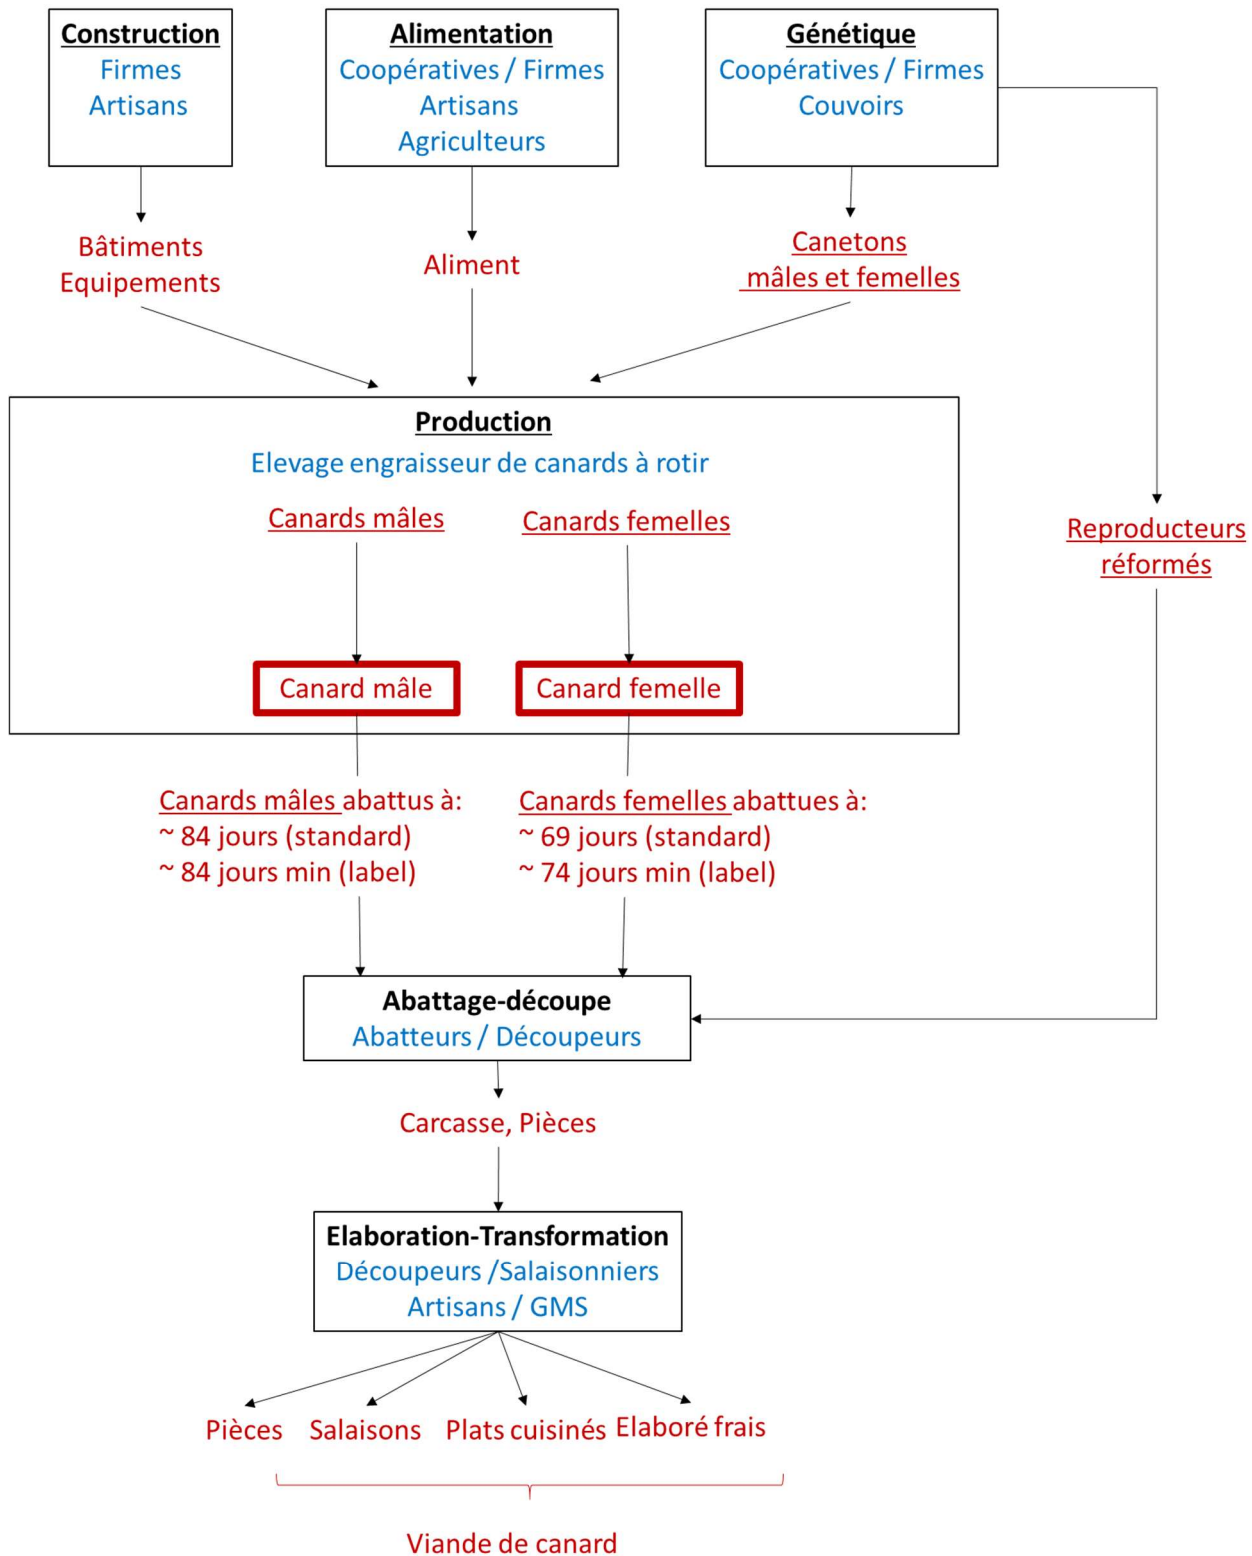 Construction
Firmes
Artisans
Alimentation
Coopératives / Firmes
Artisans
Agriculteurs
Génétique
Coopératives / Firmes
Couvoirs
Bâtiments
Equipements
Aliment
Canetons
mâles et femelles
Production
Elevage engraisseur de canards à rotir
Canards mâles
Canards femelles
Reproducteurs
réformés
Canard mâle
Canard femelle
Canards mâles abattus à:
~ 84 jours (standard)
~ 84 jours min (label)
Canards femelles abattues à:
~ 69 jours (standard)
~ 74 jours min (label)
Abattage-découpe
Abatteurs / Découpeurs
Carcasse, Pièces
Elaboration-Transformation
Découpeurs /Salaisonniers
Artisans / GMS
Pièces
Salaisons
Plats cuisinés
Elaboré frais
Viande de canard